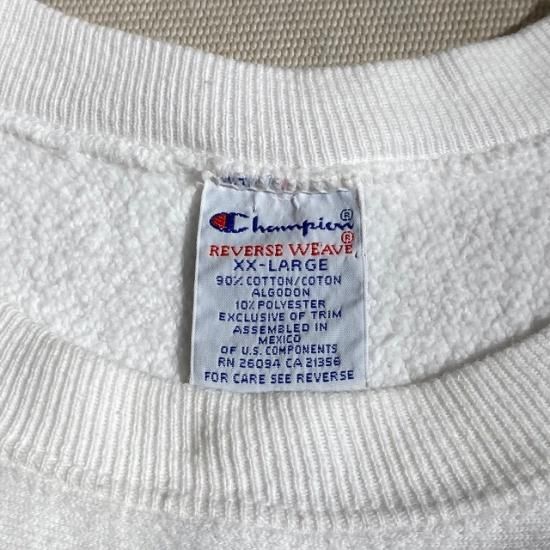 Champion®
REVERSE WEAVE®
XX-LARGE
90% COTTON/COTON
ALGODON
10% POLYESTER
EXCLUSIVE OF TRIM
ASSEMBLED IN
MEXICO
OF U.S. COMPONENTS
RN 26094 CA 21356
FOR CARE SEE REVERSE